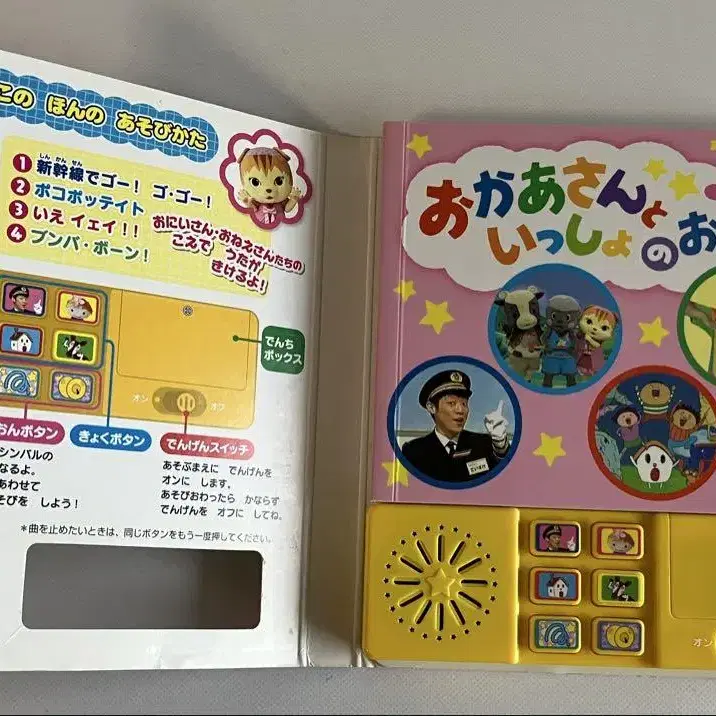 この ほんの あそびかた
しん かん せん
1 新幹線でゴー! ゴ・ゴー!
2 ポコポッテイト
3 いえ イェイ!!
4 ブンバ・ボーン!
おにいさん・おねえさんたちの
こえで うたが
きけるよ!
でんち
ボックス
オン
オフ
おんボタン
きょくボタン
でんげんスイッチ
シンバルの
なるよ。
あわせて
そびを しよう!
あそぶまえに でんげんを
オンに します。
あそびおわったら かならず
でんげんを オフに してね。
*曲を止めたいときは、同じボタンをもう一度押してください。
おかあさんと
いっしょのお
オン